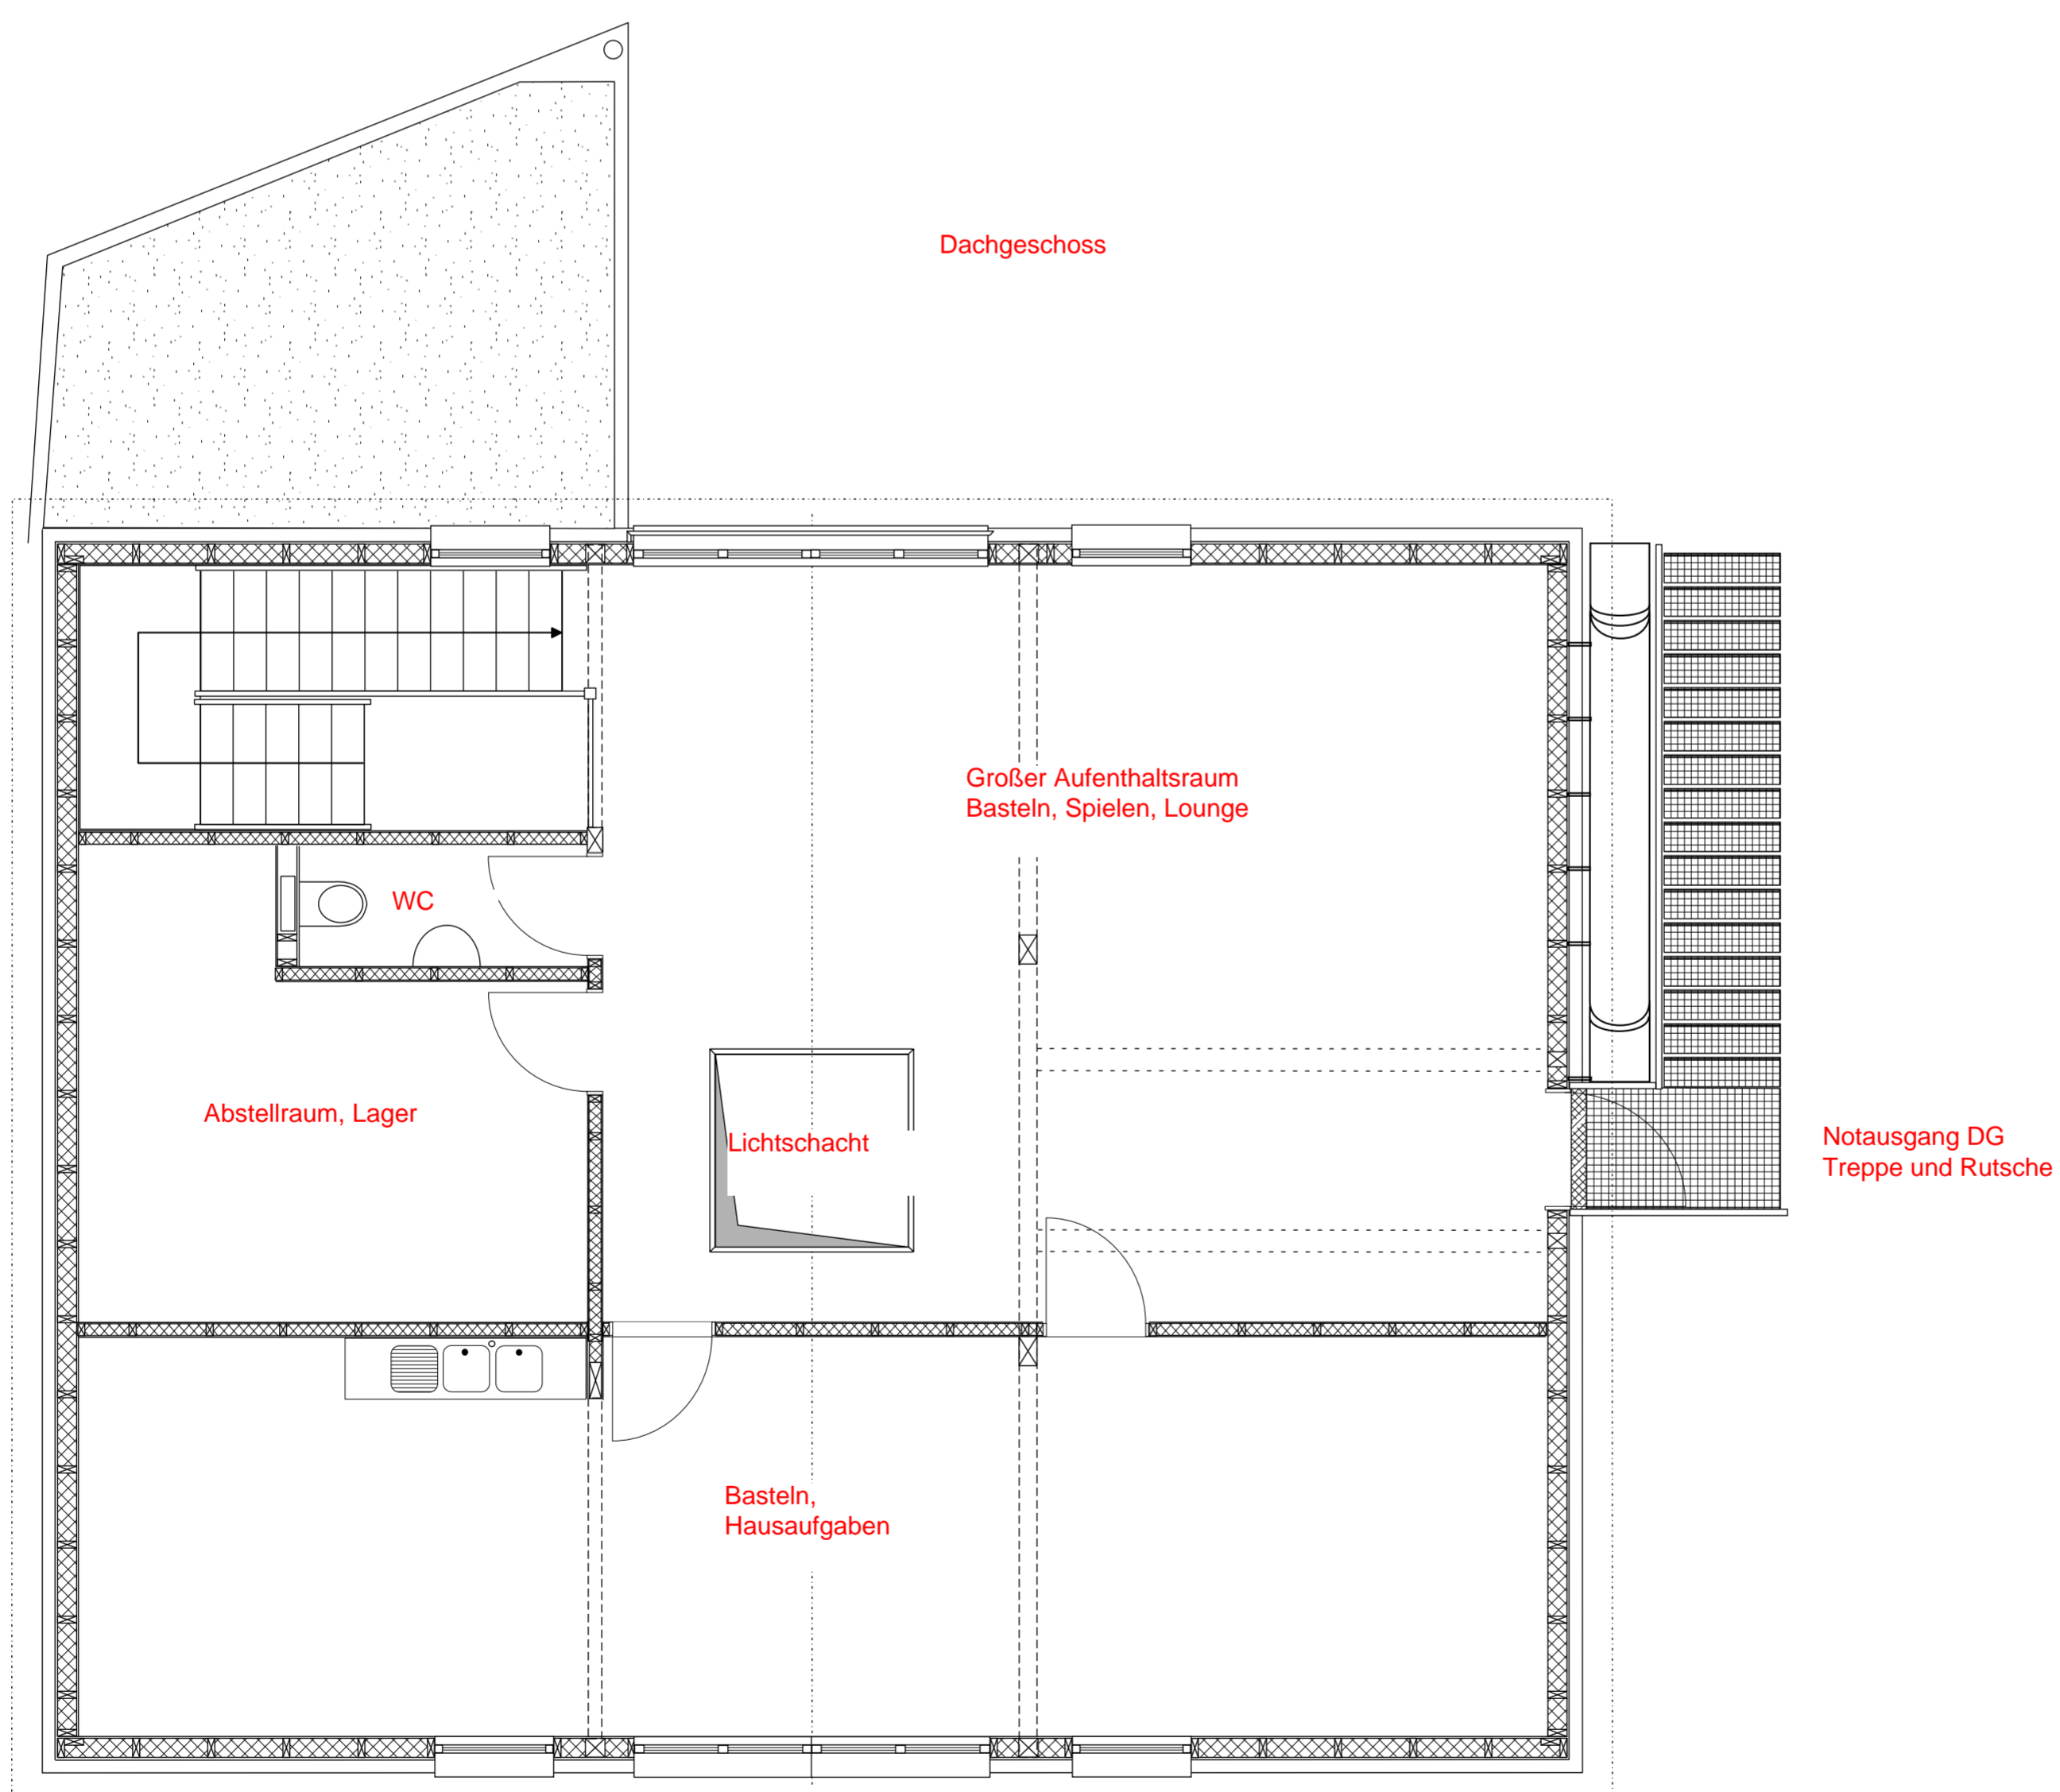 Dachgeschoss
Großer Aufenthaltsraum
Basteln, Spielen, Lounge
WC
Abstellraum, Lager
Lichtschacht
Notausgang DG
Treppe und Rutsche
Basteln,
Hausaufgaben